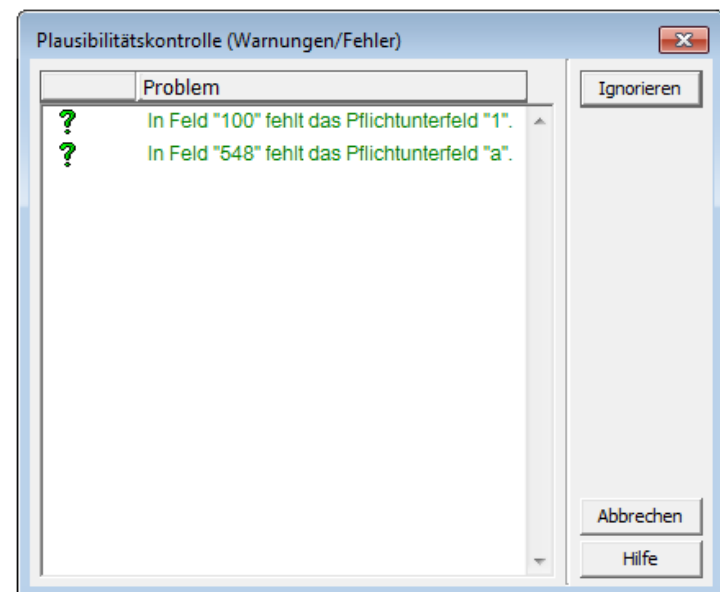 Plausibilitätskontrolle (Warnungen/Fehler)
Problem
Ignorieren
? In Feld "100" fehlt das Pflichtunterfeld "1".
? In Feld "548" fehlt das Pflichtunterfeld "a".
Abbrechen
Hilfe